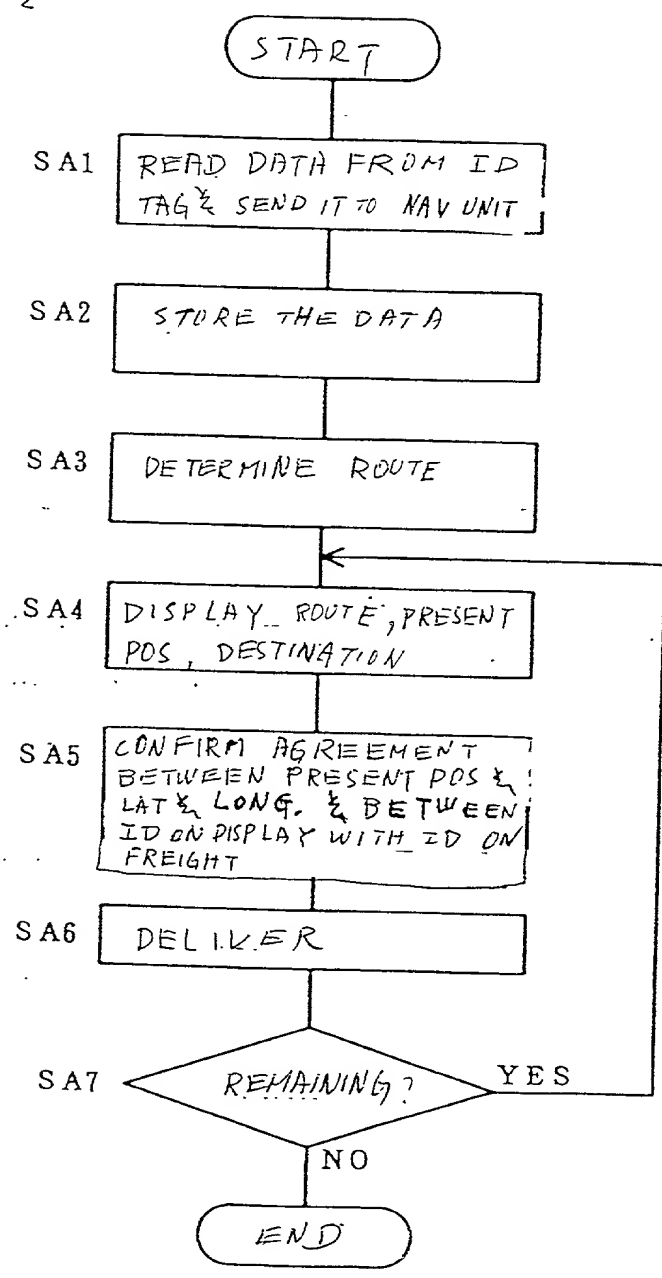 START
SA1
READ DATA FROM ID
TAG & SEND IT TO NAV UNIT
SA2
STORE THE DATA
SA3
DETERMINE ROUTE
SA4
DISPLAY ROUTE, PRESENT
POS, DESTINATION
SA5
CONFIRM AGREEMENT
BETWEEN PRESENT POS &
LAT & LONG. & BETWEEN
ID ON DISPLAY WITH ID ON
FREIGHT
SA6
DELIVER
SA7
REMAINING?
YES
NO
END